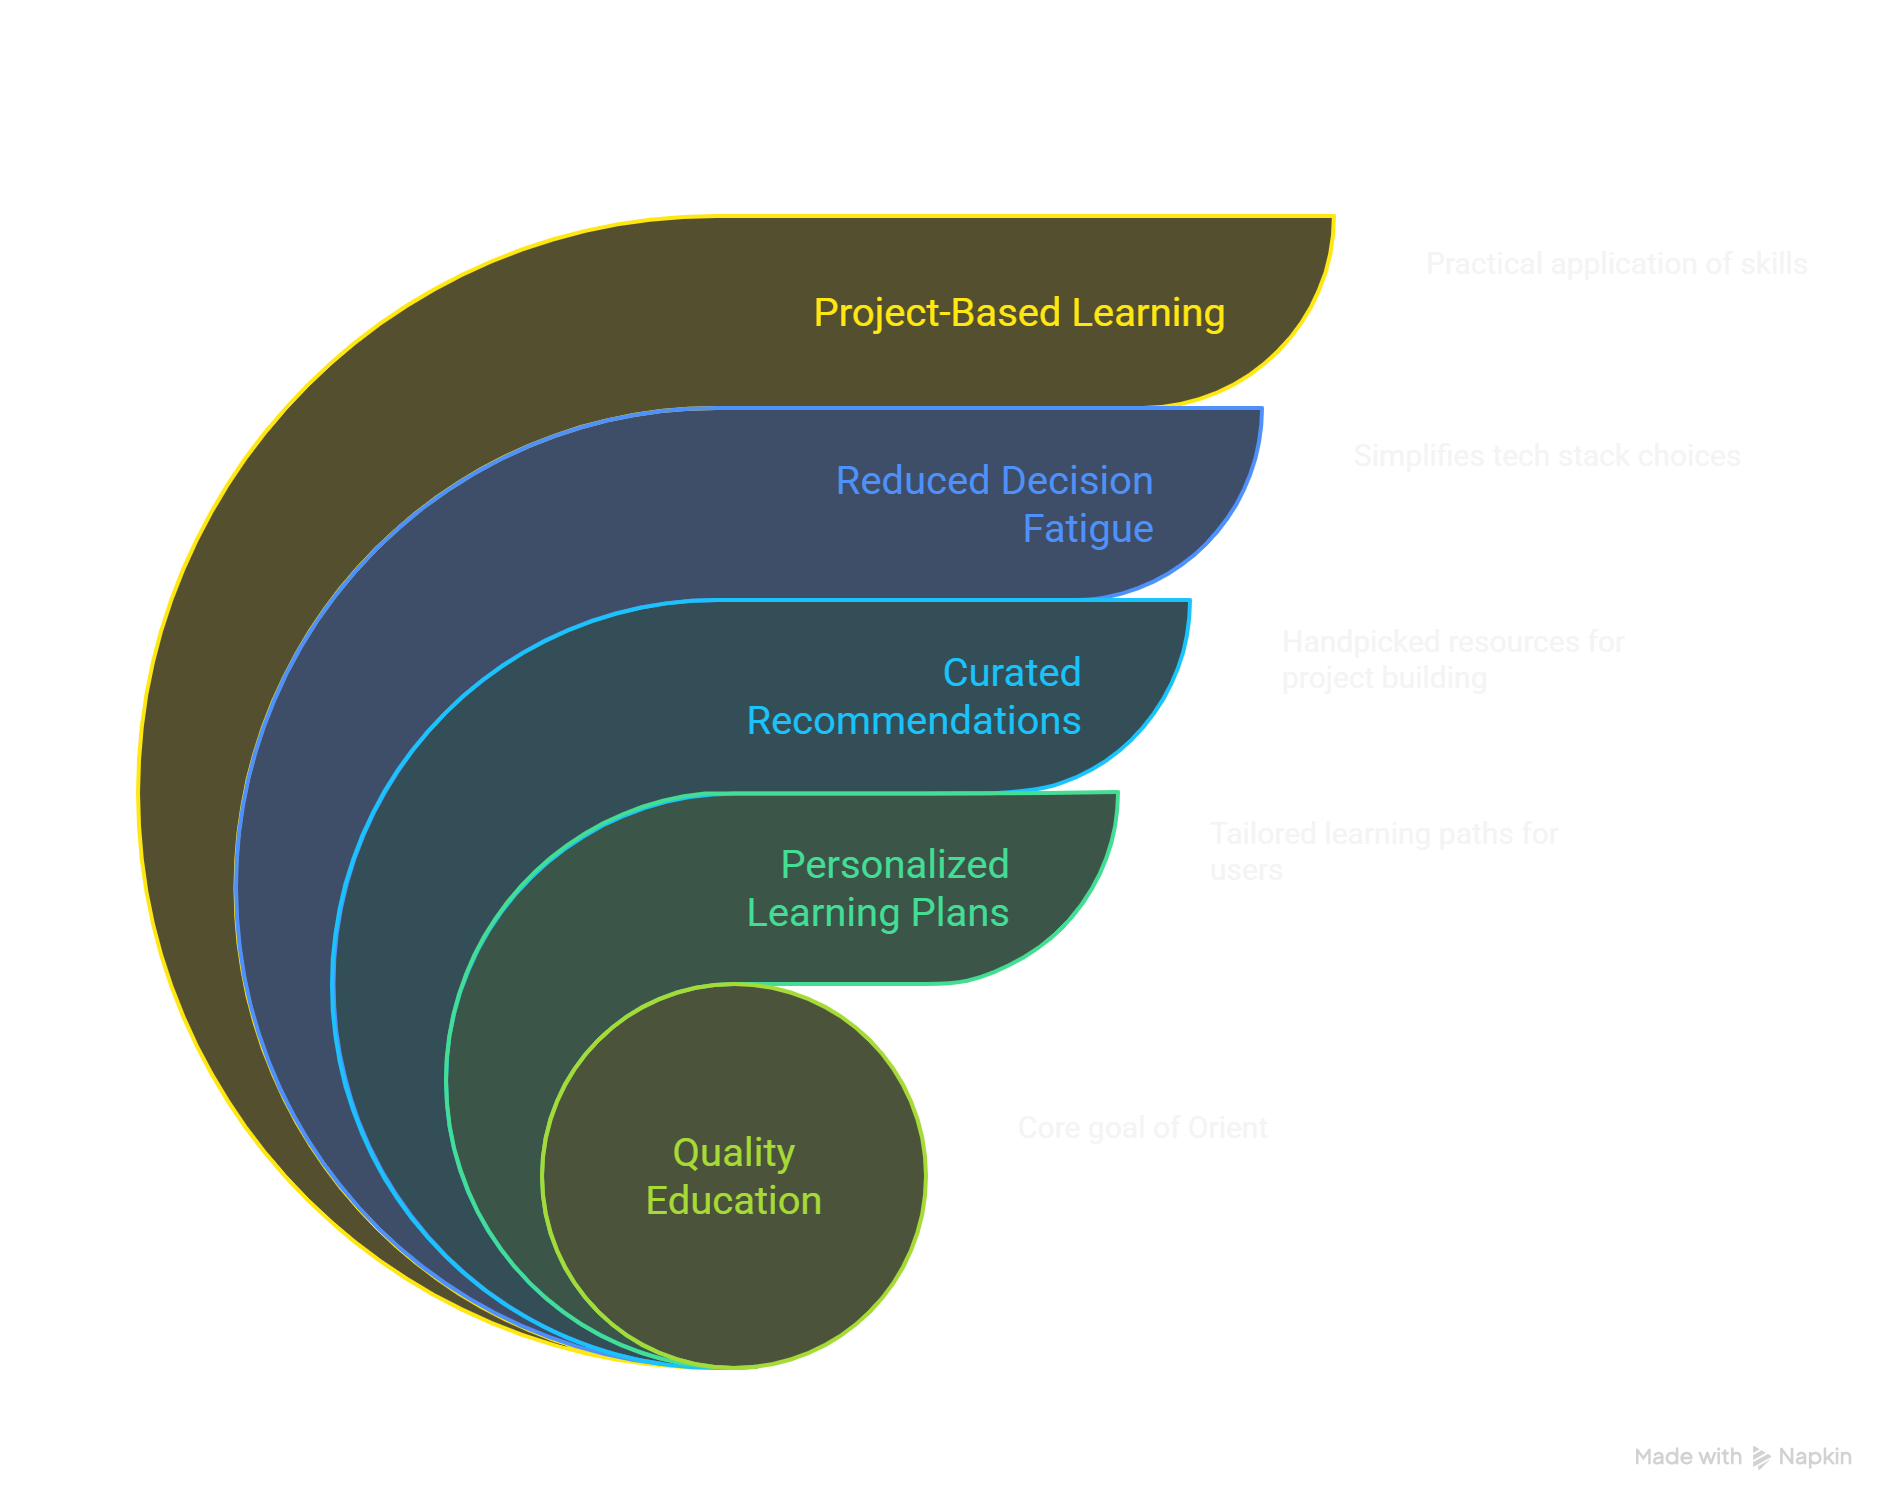 Practical application of skills
Project-Based Learning
Simplifies tech stack choices
Reduced Decision
Fatigue
Handpicked resources for
project building
Curated
Recommendations
Tailored learning paths for
users
Personalized
Learning Plans
Core goal of Orient
Quality
Education
Made with Napkin